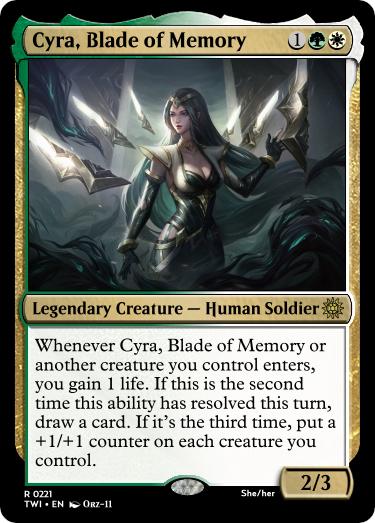 Cyra, Blade of Memory 1
Legendary Creature — Human Soldier
Whenever Cyra, Blade of Memory or
another creature you control enters,
you gain 1 life. If this is the second
time this ability has resolved this turn,
draw a card. If it's the third time, put a
+1/+1 counter on each creature you
control.
2/3
R 0221
She/her
TWI • EN Orz-11